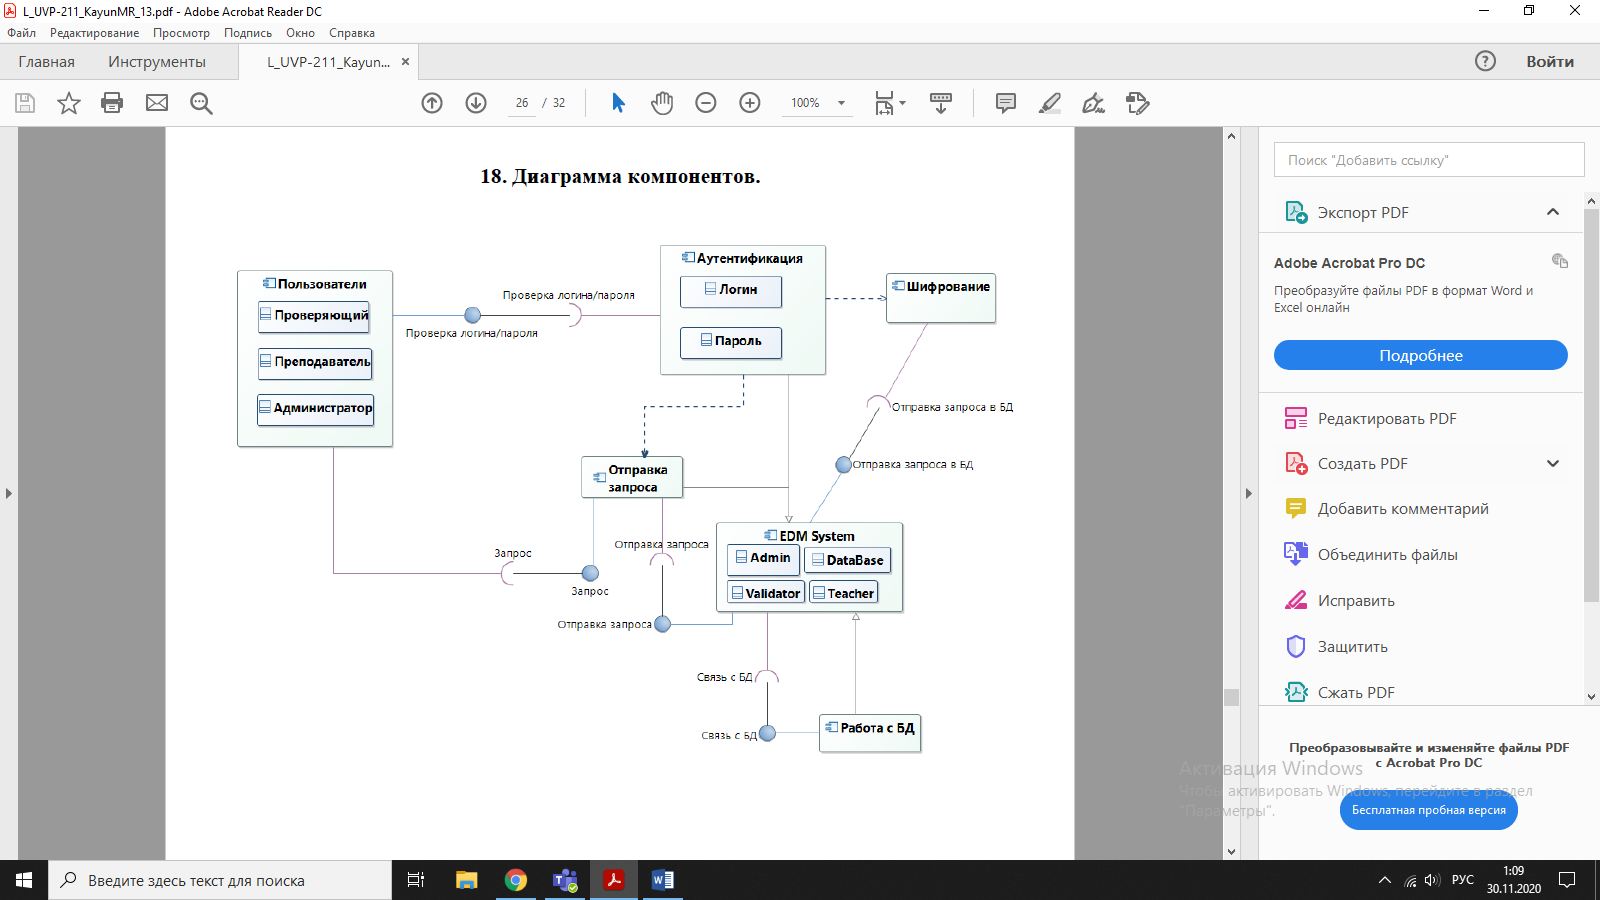 L_UVP-211_KayunMR_13.pdf - Adobe Acrobat Reader DC
Файл Редактирование Просмотр Подпись Окно Справка
Главная Инструменты L_UVP-211_Kayun... × Войти
26 / 32 100%
18. Диаграмма компонентов.
Пользователи
Проверяющий
Преподаватель
Администратор
Проверка логина/пароля
Проверка логина/пароля
Аутентификация
Логин
Пароль
Шифрование
Отправка запроса в БД
Отправка запроса в БД
Отправка
запроса
Запрос
Запрос
Отправка запроса
Отправка запроса
EDM System
Admin
DataBase
Validator
Teacher
Связь с БД
Связь с БД
Работа с БД
Поиск "Добавить ссылку"
Экспорт PDF
Adobe Acrobat Pro DC
Преобразуйте файлы PDF в формат Word и
Excel онлайн
Подробнее
Редактировать PDF
Создать PDF
Добавить комментарий
Объединить файлы
Исправить
Защитить
Сжать PDF
Преобразовывайте и изменяйте файлы PDF
с Acrobat Pro DC
Бесплатная пробная версия
Активация Windows
Чтобы активировать Windows, перейдите в раздел
"Параметры".
Введите здесь текст для поиска
РУС
1:09
30.11.2020